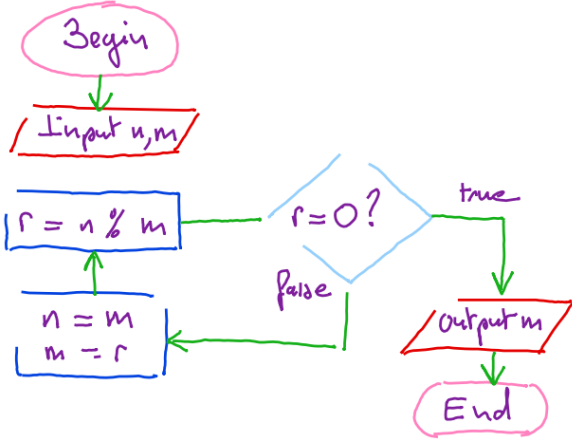 Begin
Input n,m
r = n % m
r = 0?
true
false
n = m
m = r
output m
End